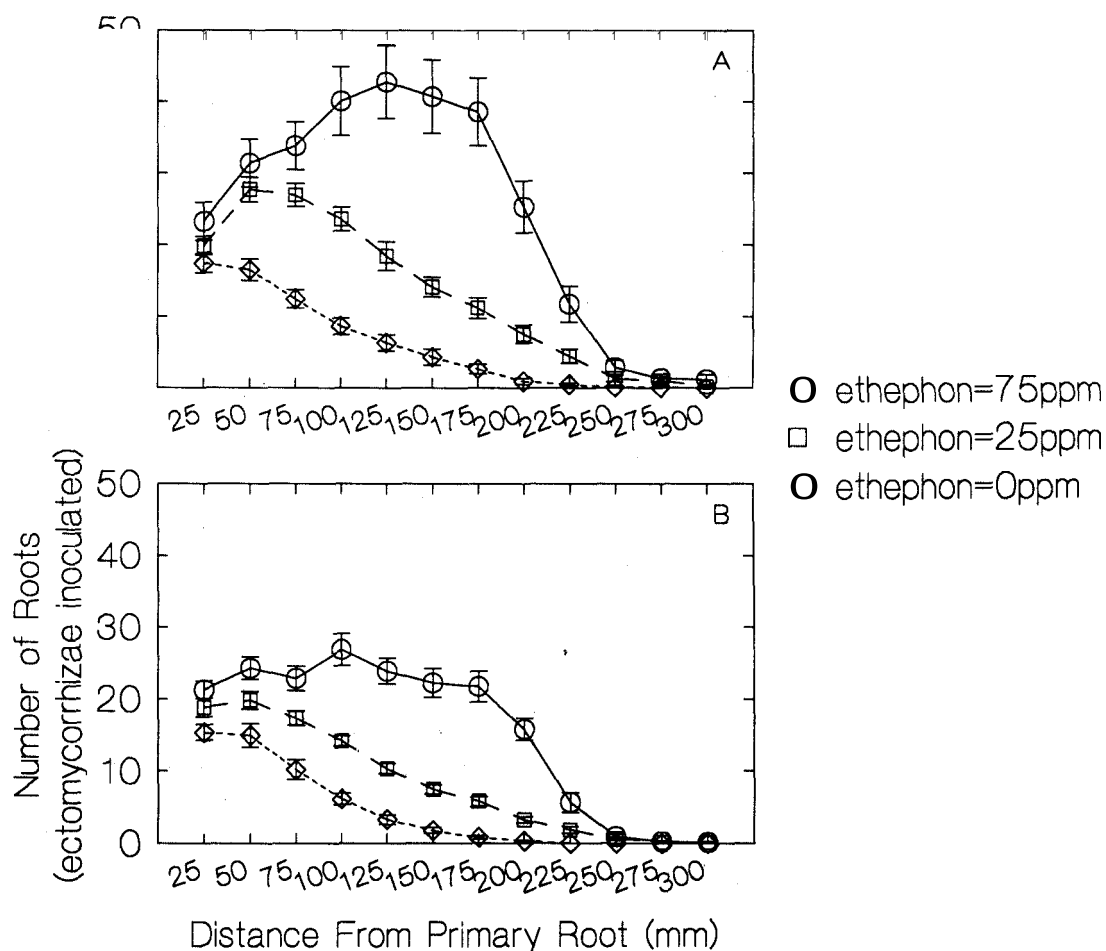 50
A
25 50 75 100 125 150 175 200 225 250 275 300
O ethephon=75ppm
□ ethephon=25ppm
O ethephon=0ppm
Number of Roots
(ectomycorrhizae inoculated)
50
40
30
20
10
0
B
25 50 75 100 125 150 175 200 225 250 275 300
Distance From Primary Root (mm)